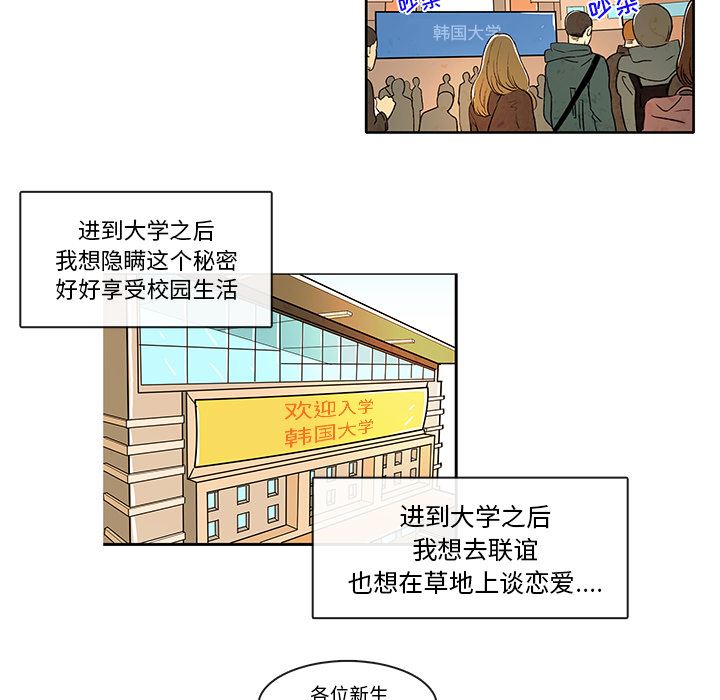 吵杂
韩国大学
吵杂
进到大学之后
我想隐瞒这个秘密
好好享受校园生活
欢迎入学
韩国大学
进到大学之后
我想去联谊
也想在草地上谈恋爱....
各位新生